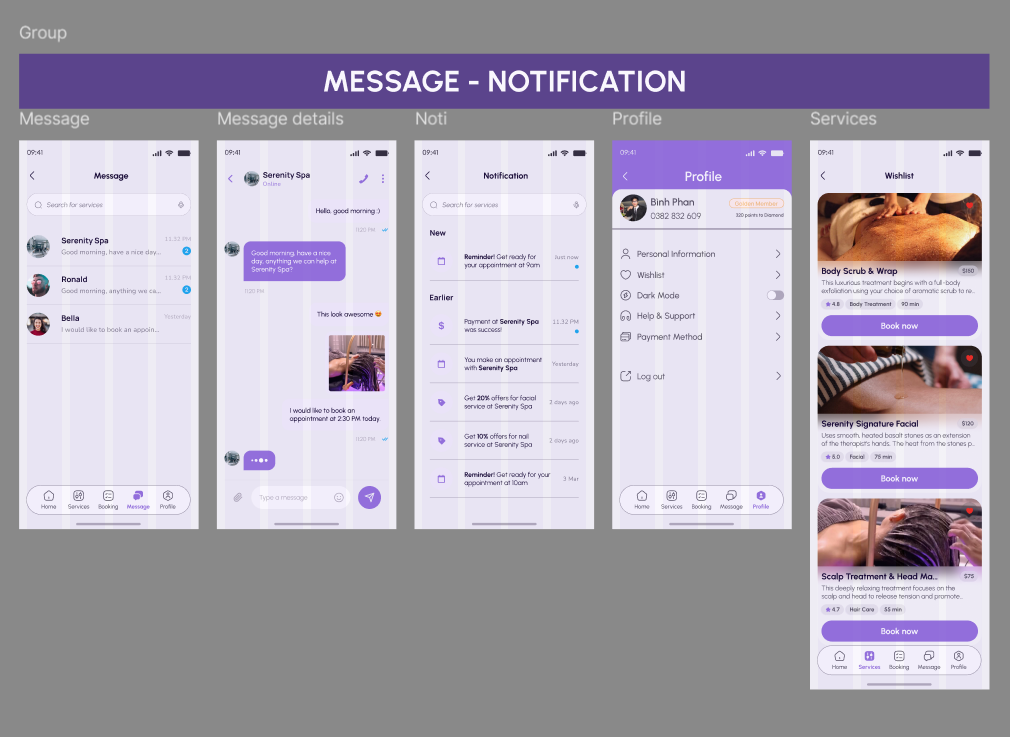 Group
MESSAGE - NOTIFICATION
Message
09:41
Message
Search for services
Serenity Spa
11.32 PM
Good morning, have a nice day...
2
Ronald
11.32 PM
Good morning, anything we ca...
2
Bella
Yesterday
I would like to book an appoin...
Home
Services
Booking
Message
Profile
Message details
09:41
Serenity Spa
Online
Hello, good morning :)
11:20 PM
Good morning, have a nice
day, anything we can help at
Serenity Spa?
11:20 PM
This look awesome 😍
I would like to book an
appointment at 2:30 PM today.
11:20 PM
Type a message
Noti
09:41
Notification
Search for services
New
Reminder! Get ready for
your appointment at 9am
Just now
Earlier
$
Payment at Serenity Spa
was success!
11.32 PM
You make an appointment
with Serenity Spa
Yesterday
Get 20% offers for facial
service at Serenity Spa
2 days ago
Get 10% offers for nail
service at Serenity Spa
2 days ago
Reminder! Get ready for your
appointment at 10am
3 Mar
Profile
09:41
Profile
Binh Phan
Golden Member
0382 832 609
320 points to Diamond
Personal Information
Wishlist
Dark Mode
Help & Support
Payment Method
Log out
Home
Services
Booking
Message
Profile
Services
09:41
Wishlist
Body Scrub & Wrap
$150
This luxurious treatment begins with a full-body
exfoliation using your choice of aromatic scrub to re..
4.8
Body Treatment
90 min
Book now
Serenity Signature Facial
$120
Uses smooth, heated basalt stones as an extension
of the therapist's hands. The heat from the stones p..
5.0
Facial
75 min
Book now
Scalp Treatment & Head Ma...
$75
This deeply relaxing treatment focuses on the
scalp and head to release tension and promote..
4.7
Hair Care
55 min
Book now
Home
Services
Booking
Message
Profile